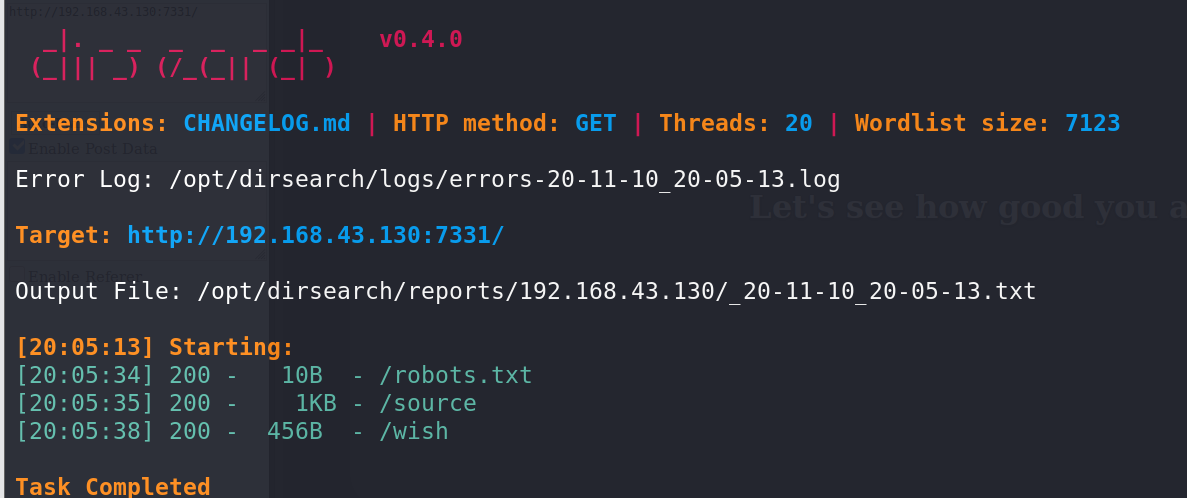 http://192.168.43.130:7331/
_|. _ _  _  _  _ _|_    v0.4.0
(_||| _) (/_(_|| (_| )
Extensions: CHANGELOG.md | HTTP method: GET | Threads: 20 | Wordlist size: 7123
Enable Post Data
Error Log: /opt/dirsearch/logs/errors-20-11-10_20-05-13.log
Let's see how good you a
Target: http://192.168.43.130:7331/
Enable Referer
Output File: /opt/dirsearch/reports/192.168.43.130/_20-11-10_20-05-13.txt
[20:05:13] Starting:
[20:05:34] 200 -   10B  - /robots.txt
[20:05:35] 200 -    1KB - /source
[20:05:38] 200 -  456B  - /wish
Task Completed